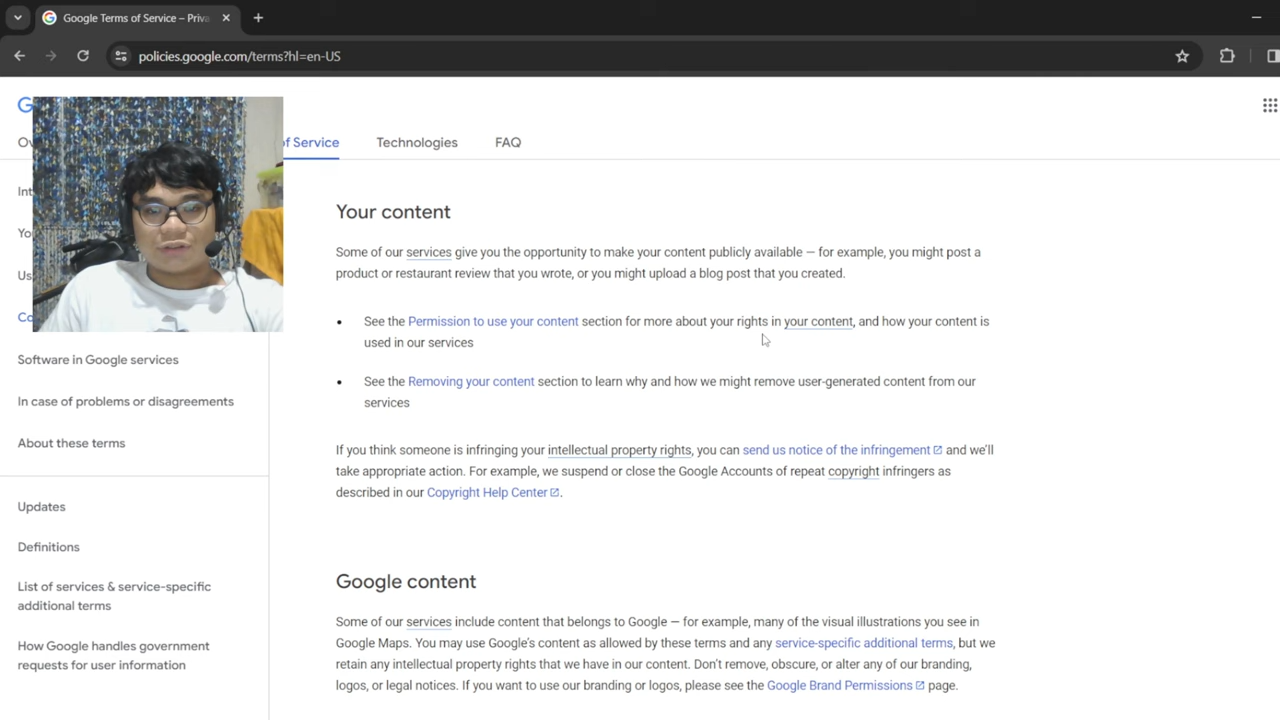 Google Terms of Service – Priva
policies.google.com/terms?hl=en-US
G
Ov
of Service
Technologies
FAQ
Int
Yo
Us
Co
Software in Google services
In case of problems or disagreements
About these terms
Updates
Definitions
List of services & service-specific
additional terms
How Google handles government
requests for user information
Your content
Some of our services give you the opportunity to make your content publicly available — for example, you might post a
product or restaurant review that you wrote, or you might upload a blog post that you created.
• See the Permission to use your content section for more about your rights in your content, and how your content is
used in our services
• See the Removing your content section to learn why and how we might remove user-generated content from our
services
If you think someone is infringing your intellectual property rights, you can send us notice of the infringement and we'll
take appropriate action. For example, we suspend or close the Google Accounts of repeat copyright infringers as
described in our Copyright Help Center.
Google content
Some of our services include content that belongs to Google — for example, many of the visual illustrations you see in
Google Maps. You may use Google's content as allowed by these terms and any service-specific additional terms, but we
retain any intellectual property rights that we have in our content. Don't remove, obscure, or alter any of our branding,
logos, or legal notices. If you want to use our branding or logos, please see the Google Brand Permissions page.